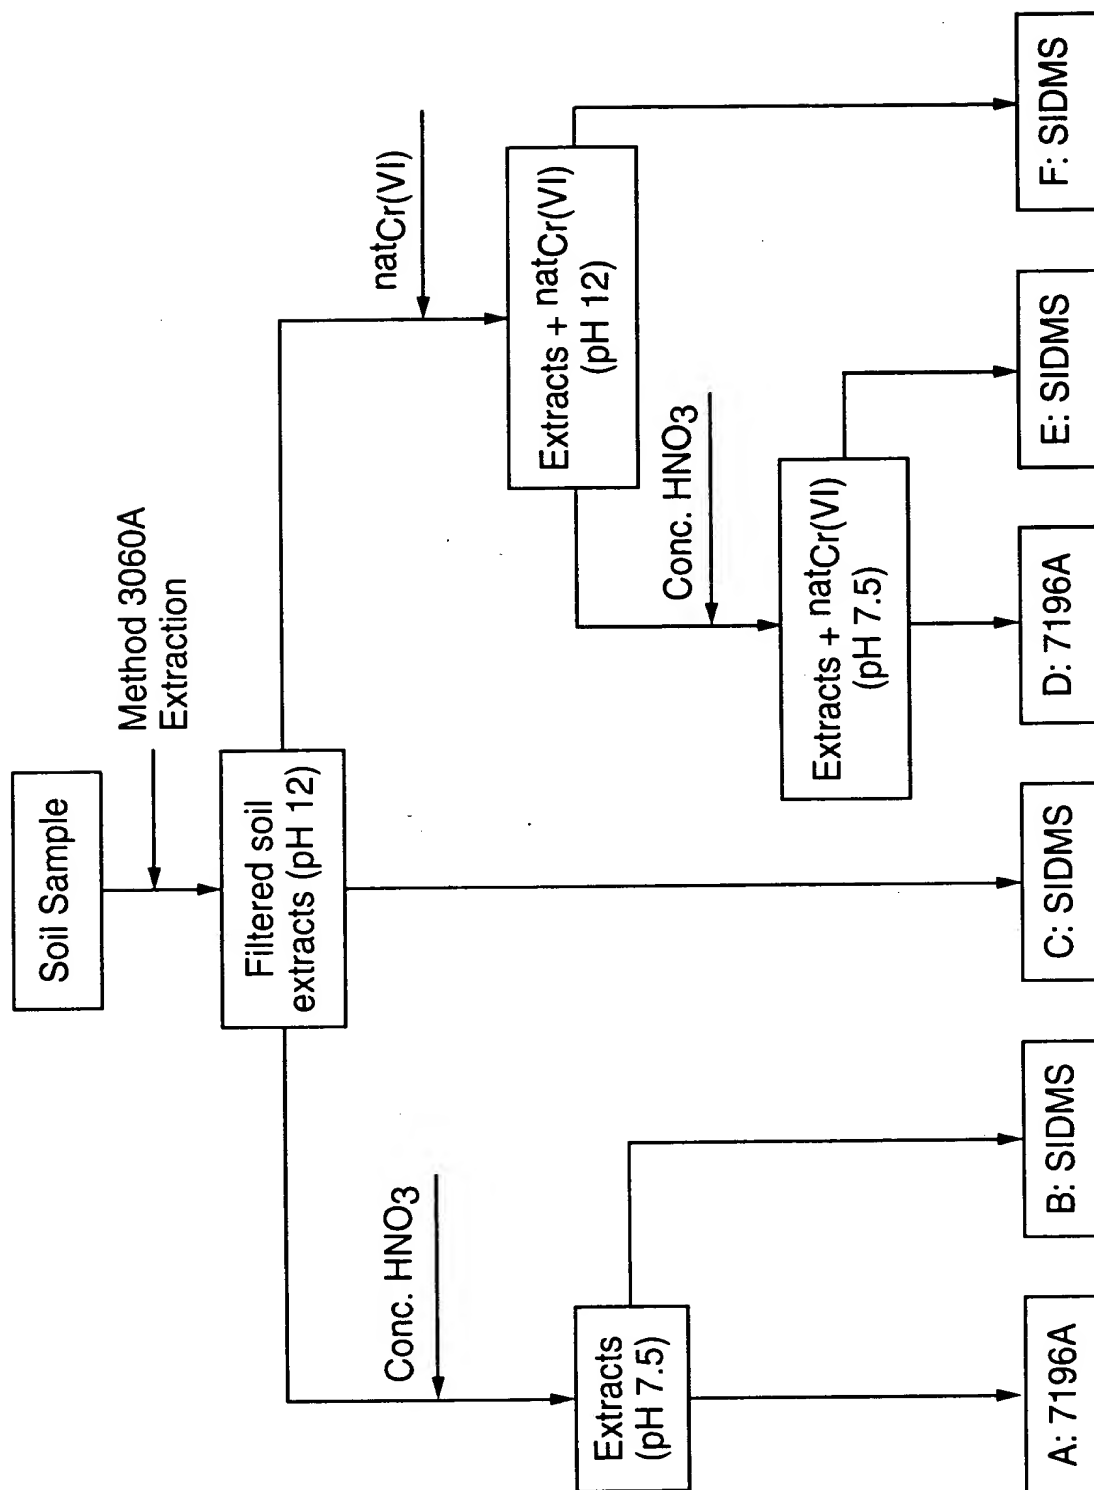 Soil Sample
Method 3060A
Extraction
Filtered soil
extracts (pH 12)
Conc. HNO3
natCr(VI)
Extracts
(pH 7.5)
Extracts + natCr(VI)
(pH 12)
Conc. HNO3
Extracts + natCr(VI)
(pH 7.5)
A: 7196A
B: SIDMS
C: SIDMS
D: 7196A
E: SIDMS
F: SIDMS